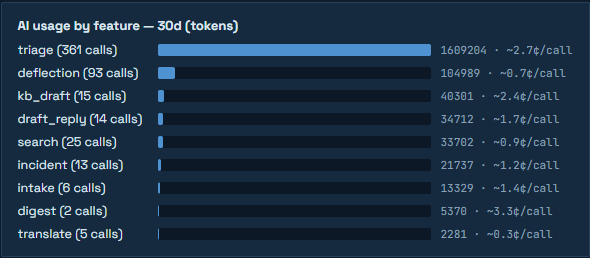 AI usage by feature — 30d (tokens)
triage (361 calls) 1609204 · ~2.7¢/call
deflection (93 calls) 104989 · ~0.7¢/call
kb_draft (15 calls) 40301 · ~2.4¢/call
draft_reply (14 calls) 34712 · ~1.7¢/call
search (25 calls) 33702 · ~0.9¢/call
incident (13 calls) 21737 · ~1.2¢/call
intake (6 calls) 13329 · ~1.4¢/call
digest (2 calls) 5370 · ~3.3¢/call
translate (5 calls) 2281 · ~0.3¢/call